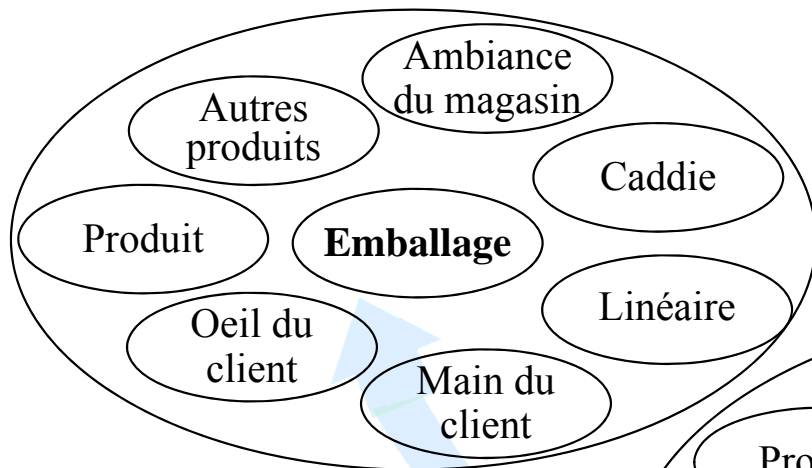 Ambiance
du magasin
Autres
produits
Caddie
Produit
Emballage
Linéaire
Oeil du
client
Main du
client